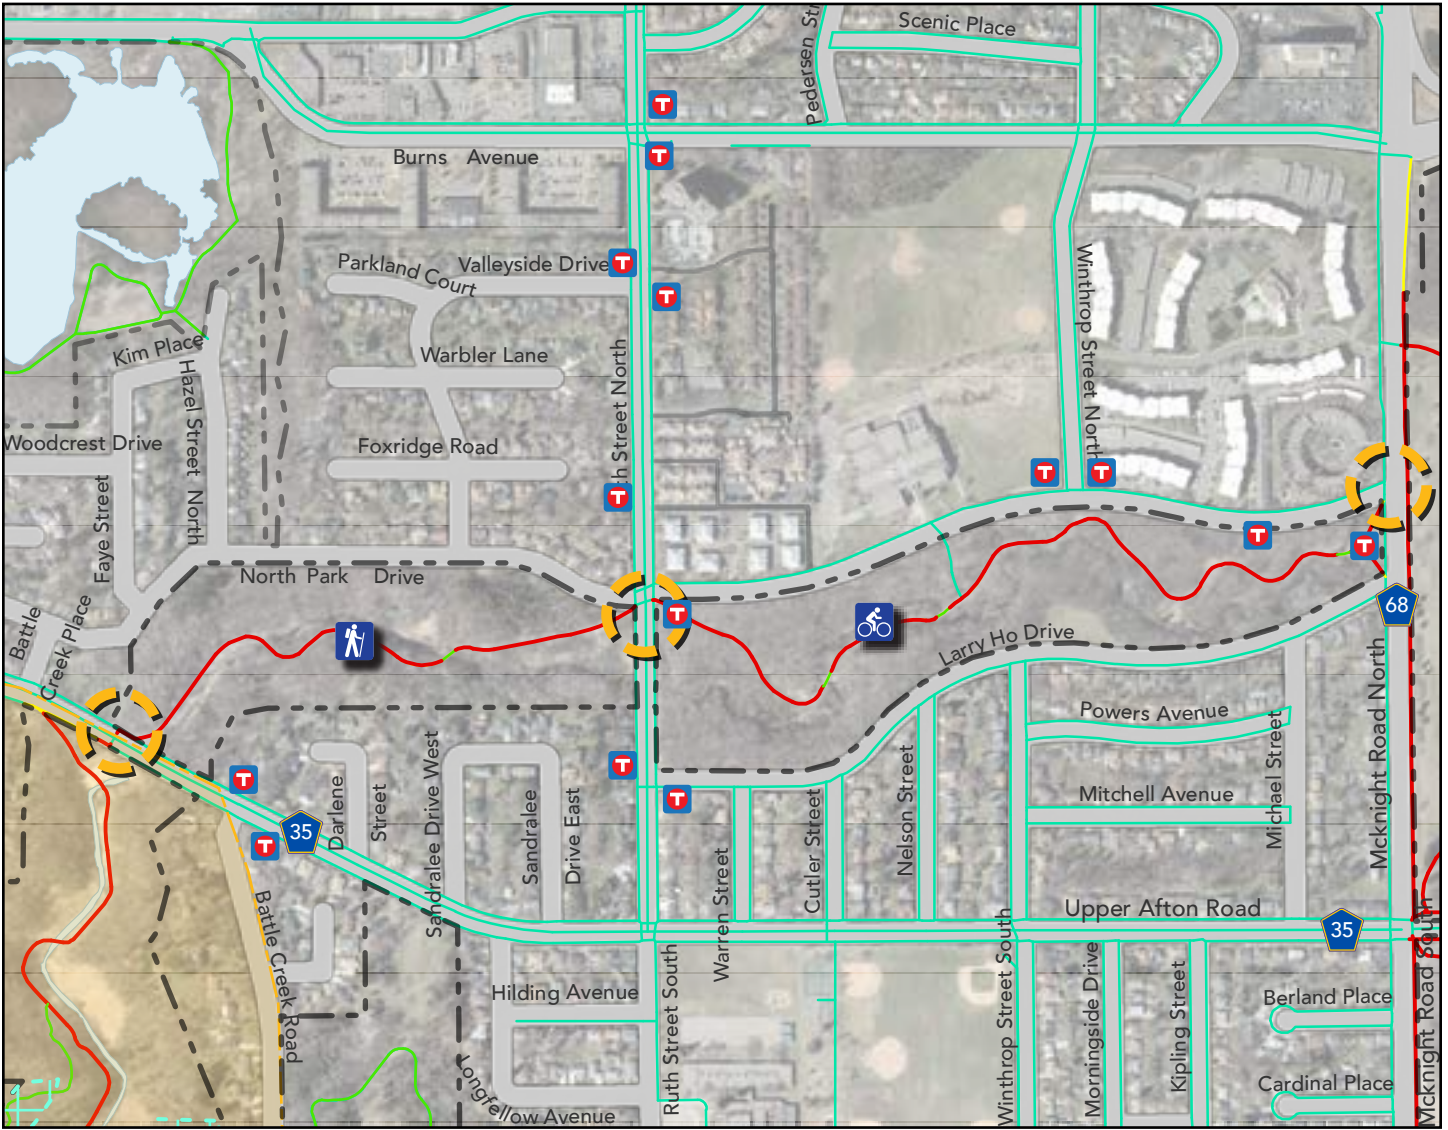 Scenic Place
Pedersen Str
Burns Avenue
T
T
Parkland Court
Valleyside Drive
T
T
Winthrop Street North
Kim Place
Warbler Lane
Hazel Street North
th Street North
Woodcrest Drive
Foxridge Road
T
T
T
Faye Street
T
T
North Park Drive
68
T
Battle
Creek Place
Larry Ho Drive
Powers Avenue
Michael Street
Mcknight Road North
T
T
35
Darlene
Street
Sandralee Drive West
Sandralee
Drive East
T
T
Warren Street
Cutler Street
Nelson Street
Mitchell Avenue
Upper Afton Road
35
Battle Creek Road
Hilding Avenue
Ruth Street South
Winthrop Street South
Morningside Drive
Kipling Street
Berland Place
Cardinal Place
Mcknight Road South
Longfellow Avenue